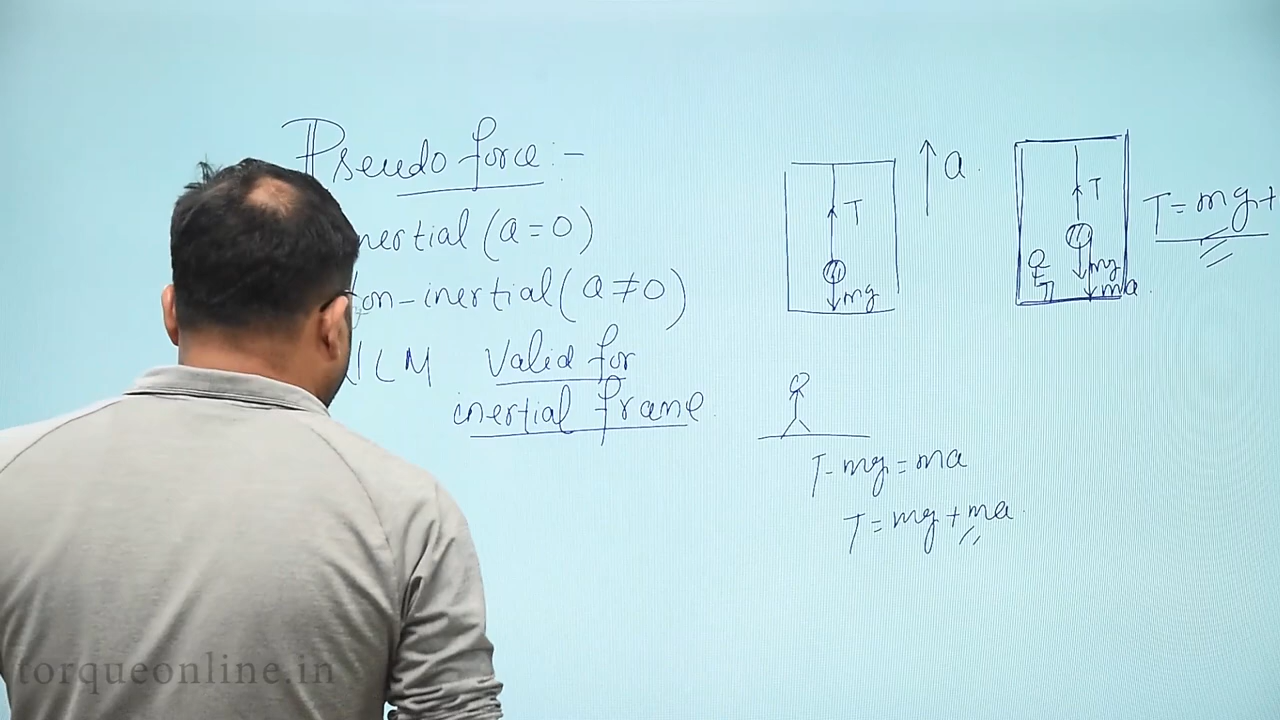 Pseudo force :-
nertial (a = 0)
on-inertial (a ≠ 0)
LM Valid for
inertial frame.
T
mg
a
T
mg
ma
T = mg +
T - mg = ma
T = mg + ma
torqueonline.in